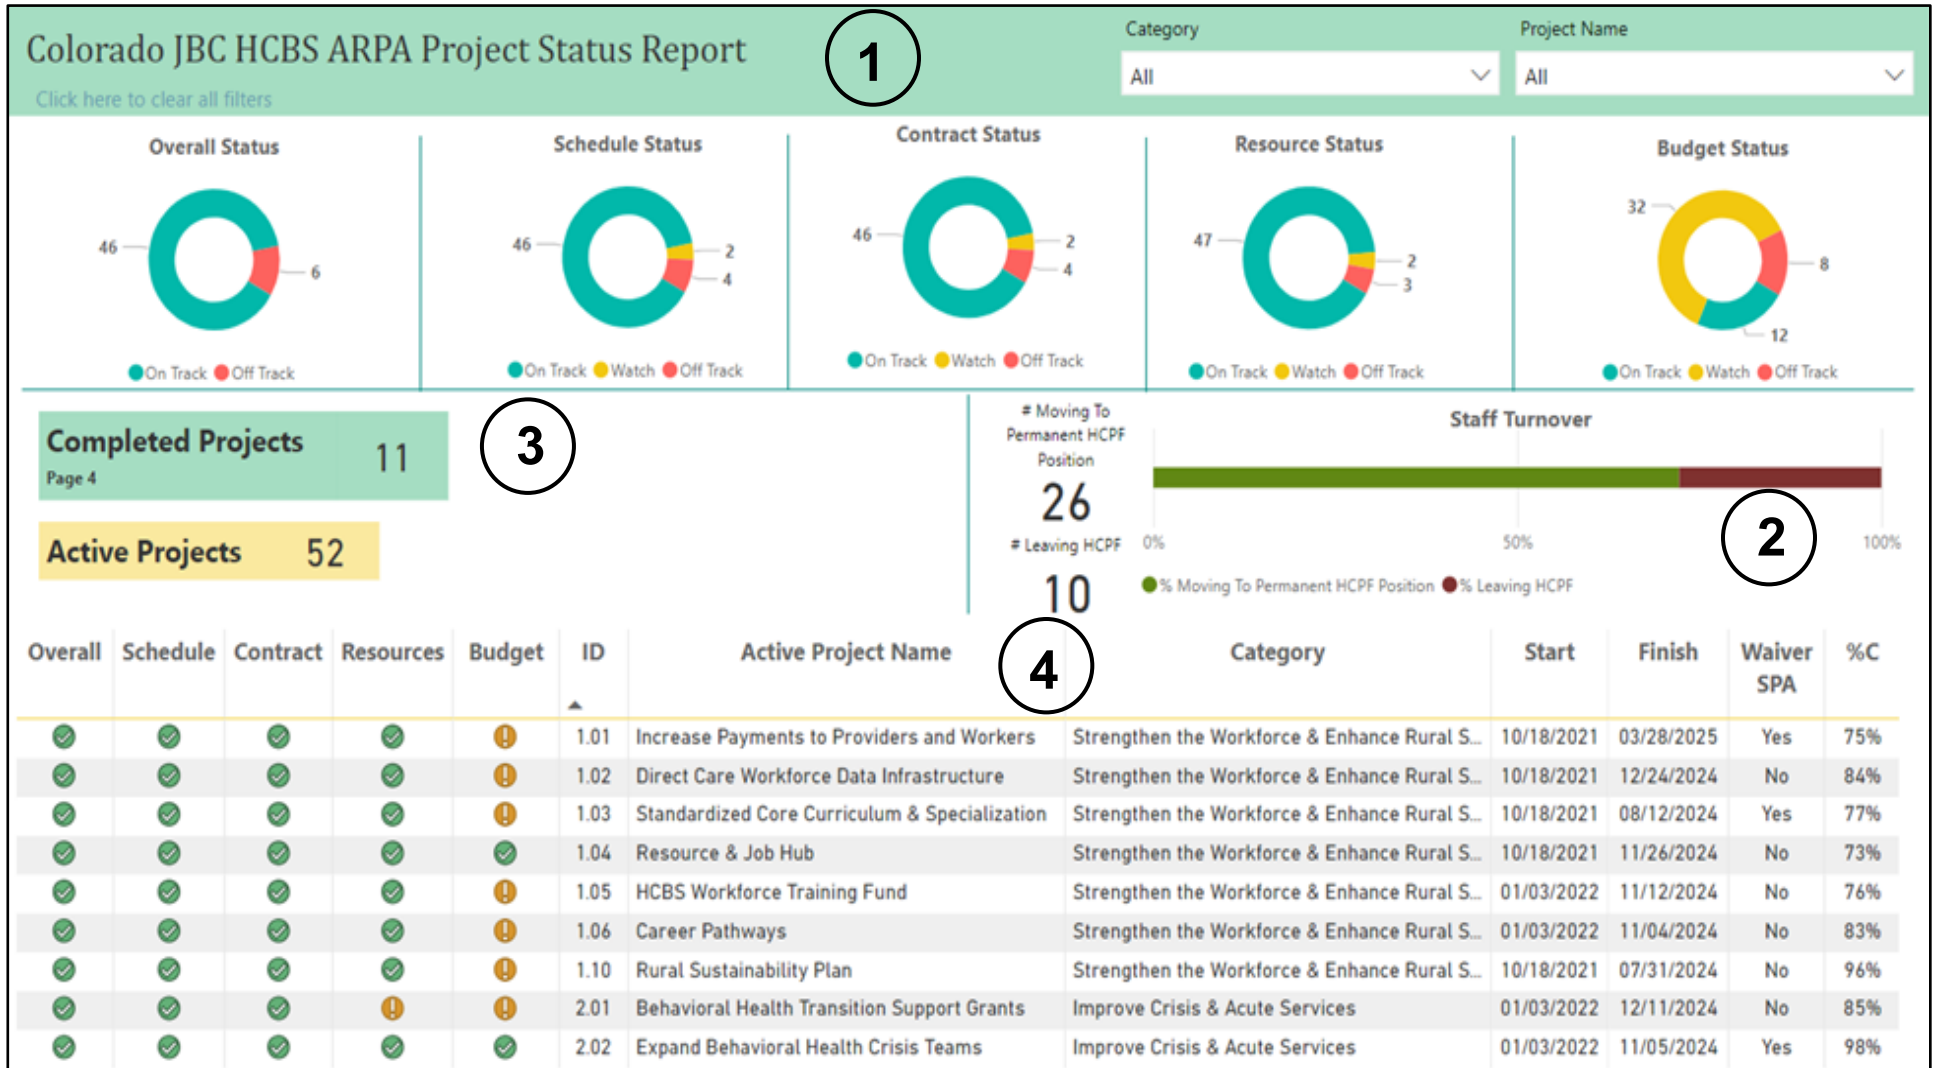 Colorado JBC HCBS ARPA Project Status Report
Click here to clear all filters
1
Category
All
Project Name
All
Overall Status
46
6
On Track Off Track
Schedule Status
46
2
4
On Track Watch Off Track
Contract Status
46
2
4
On Track Watch Off Track
Resource Status
47
2
3
On Track Watch Off Track
Budget Status
32
8
12
On Track Watch Off Track
Completed Projects 11
Page 4
3
Active Projects 52
# Moving To
Permanent HCPF
Position
26
# Leaving HCPF
10
Staff Turnover
2
0% 50% 100%
% Moving To Permanent HCPF Position % Leaving HCPF
4
Overall Schedule Contract Resources Budget ID Active Project Name Category Start Finish Waiver SPA %C
1.01 Increase Payments to Providers and Workers Strengthen the Workforce & Enhance Rural S... 10/18/2021 03/28/2025 Yes 75%
1.02 Direct Care Workforce Data Infrastructure Strengthen the Workforce & Enhance Rural S... 10/18/2021 12/24/2024 No 84%
1.03 Standardized Core Curriculum & Specialization Strengthen the Workforce & Enhance Rural S... 10/18/2021 08/12/2024 Yes 77%
1.04 Resource & Job Hub Strengthen the Workforce & Enhance Rural S... 10/18/2021 11/26/2024 No 73%
1.05 HCBS Workforce Training Fund Strengthen the Workforce & Enhance Rural S... 01/03/2022 11/12/2024 No 76%
1.06 Career Pathways Strengthen the Workforce & Enhance Rural S... 01/03/2022 11/04/2024 No 83%
1.10 Rural Sustainability Plan Strengthen the Workforce & Enhance Rural S... 10/18/2021 07/31/2024 No 96%
2.01 Behavioral Health Transition Support Grants Improve Crisis & Acute Services 01/03/2022 12/11/2024 No 85%
2.02 Expand Behavioral Health Crisis Teams Improve Crisis & Acute Services 01/03/2022 11/05/2024 Yes 98%